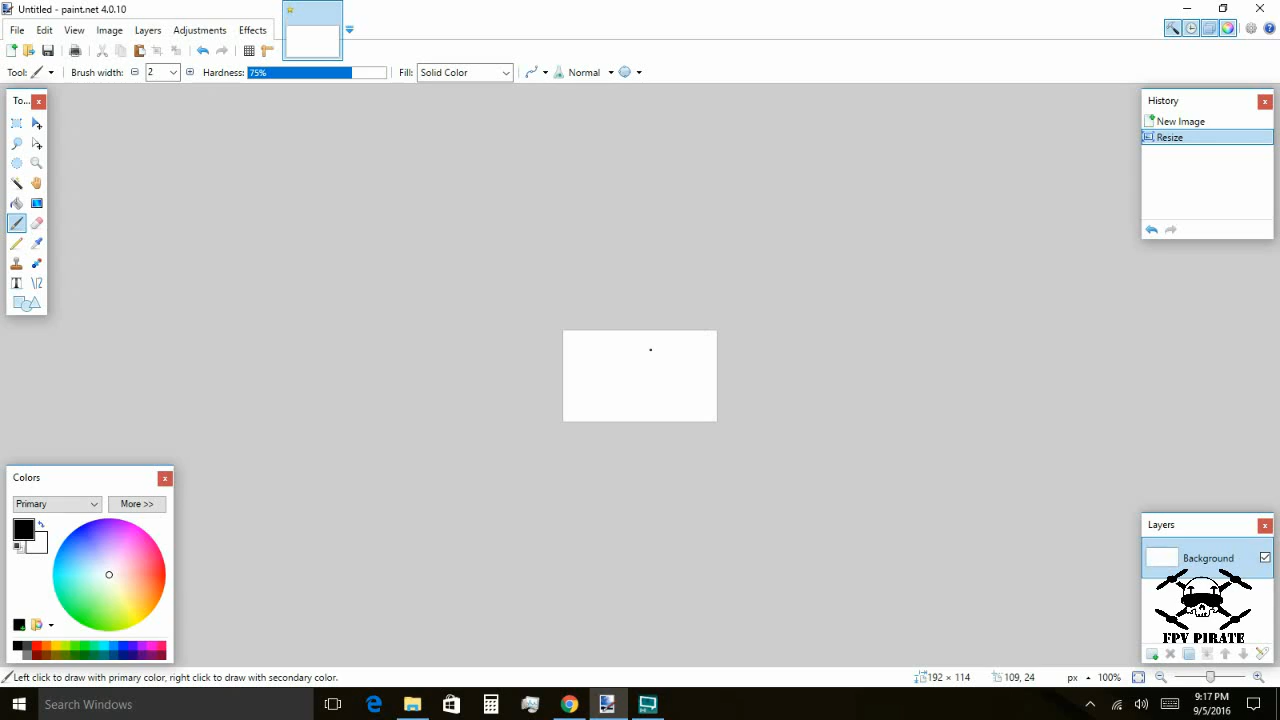 Untitled - paint.net 4.0.10
File Edit View Image Layers Adjustments Effects
Tool: Brush width: 2 Hardness: 75% Fill: Solid Color Normal
To...
History
New Image
Resize
Colors
Primary More >>
Layers
Background
FPV PIRATE
Left click to draw with primary color, right click to draw with secondary color. 192 × 114 109, 24 px 100%
Search Windows
9:17 PM
9/5/2016